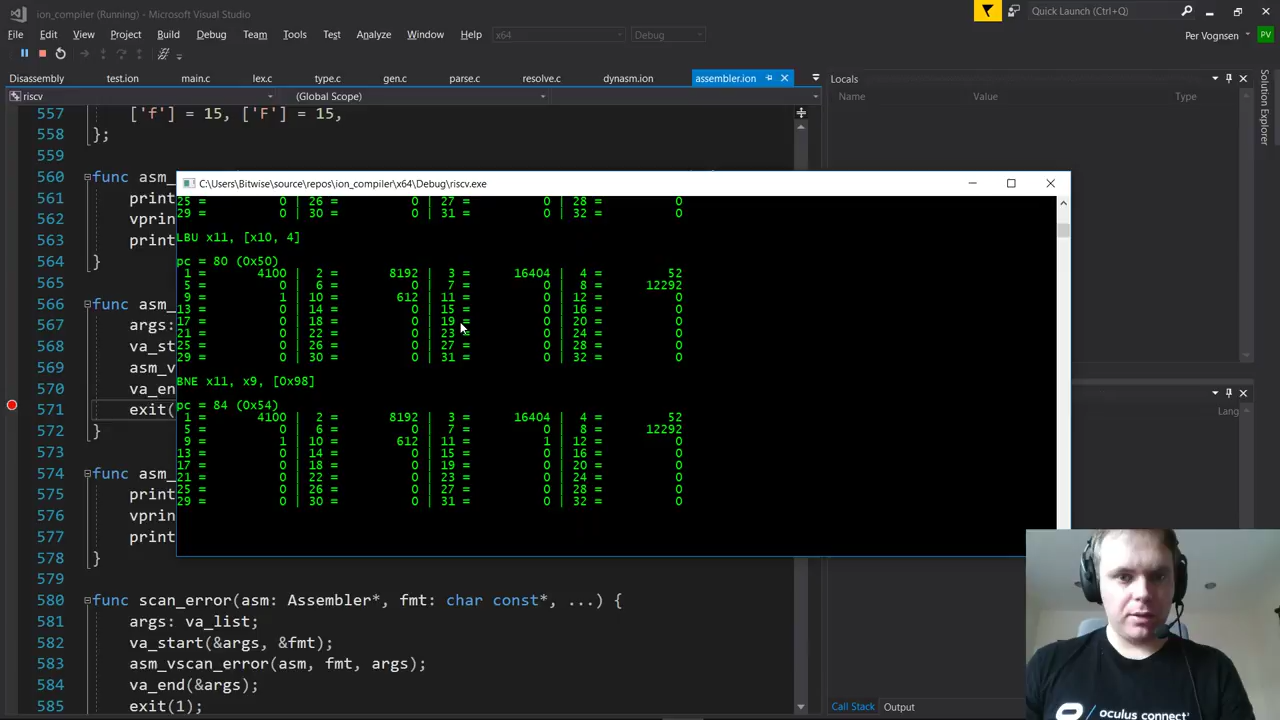 ion_compiler (Running) - Microsoft Visual Studio
Quick Launch (Ctrl+Q)
File Edit View Project Build Debug Team Tools Test Analyze Window Help x64 Debug
Per Vognsen PV
Disassembly test.ion main.c lex.c type.c gen.c parse.c resolve.c dynasm.ion assembler.ion
riscv (Global Scope)
Locals
Name Value Type
Solution Explorer
557 ['f'] = 15, ['F'] = 15,
558 };
559
560 func asm_
561 print
562 vprin
563 print
564 }
565
566 func asm_
567 args:
568 va_st
569 asm_v
570 va_en
571 exit(
572 }
573
574 func asm_
575 print
576 vprin
577 print
578 }
579
580 func scan_error(asm: Assembler*, fmt: char const*, ...) {
581 args: va_list;
582 va_start(&args, &fmt);
583 asm_vscan_error(asm, fmt, args);
584 va_end(&args);
585 exit(1);
C:\Users\Bitwise\source\repos\ion_compiler\x64\Debug\riscv.exe
25 = 0 | 26 = 0 | 27 = 0 | 28 = 0
29 = 0 | 30 = 0 | 31 = 0 | 32 = 0
LBU x11, [x10, 4]
pc = 80 (0x50)
1 = 4100 | 2 = 8192 | 3 = 16404 | 4 = 52
5 = 0 | 6 = 0 | 7 = 0 | 8 = 12292
9 = 1 | 10 = 612 | 11 = 0 | 12 = 0
13 = 0 | 14 = 0 | 15 = 0 | 16 = 0
17 = 0 | 18 = 0 | 19 = 0 | 20 = 0
21 = 0 | 22 = 0 | 23 = 0 | 24 = 0
25 = 0 | 26 = 0 | 27 = 0 | 28 = 0
29 = 0 | 30 = 0 | 31 = 0 | 32 = 0
BNE x11, x9, [0x98]
pc = 84 (0x54)
1 = 4100 | 2 = 8192 | 3 = 16404 | 4 = 52
5 = 0 | 6 = 0 | 7 = 0 | 8 = 12292
9 = 1 | 10 = 612 | 11 = 1 | 12 = 0
13 = 0 | 14 = 0 | 15 = 0 | 16 = 0
17 = 0 | 18 = 0 | 19 = 0 | 20 = 0
21 = 0 | 22 = 0 | 23 = 0 | 24 = 0
25 = 0 | 26 = 0 | 27 = 0 | 28 = 0
29 = 0 | 30 = 0 | 31 = 0 | 32 = 0
Lang
Call Stack Output
oculus connect